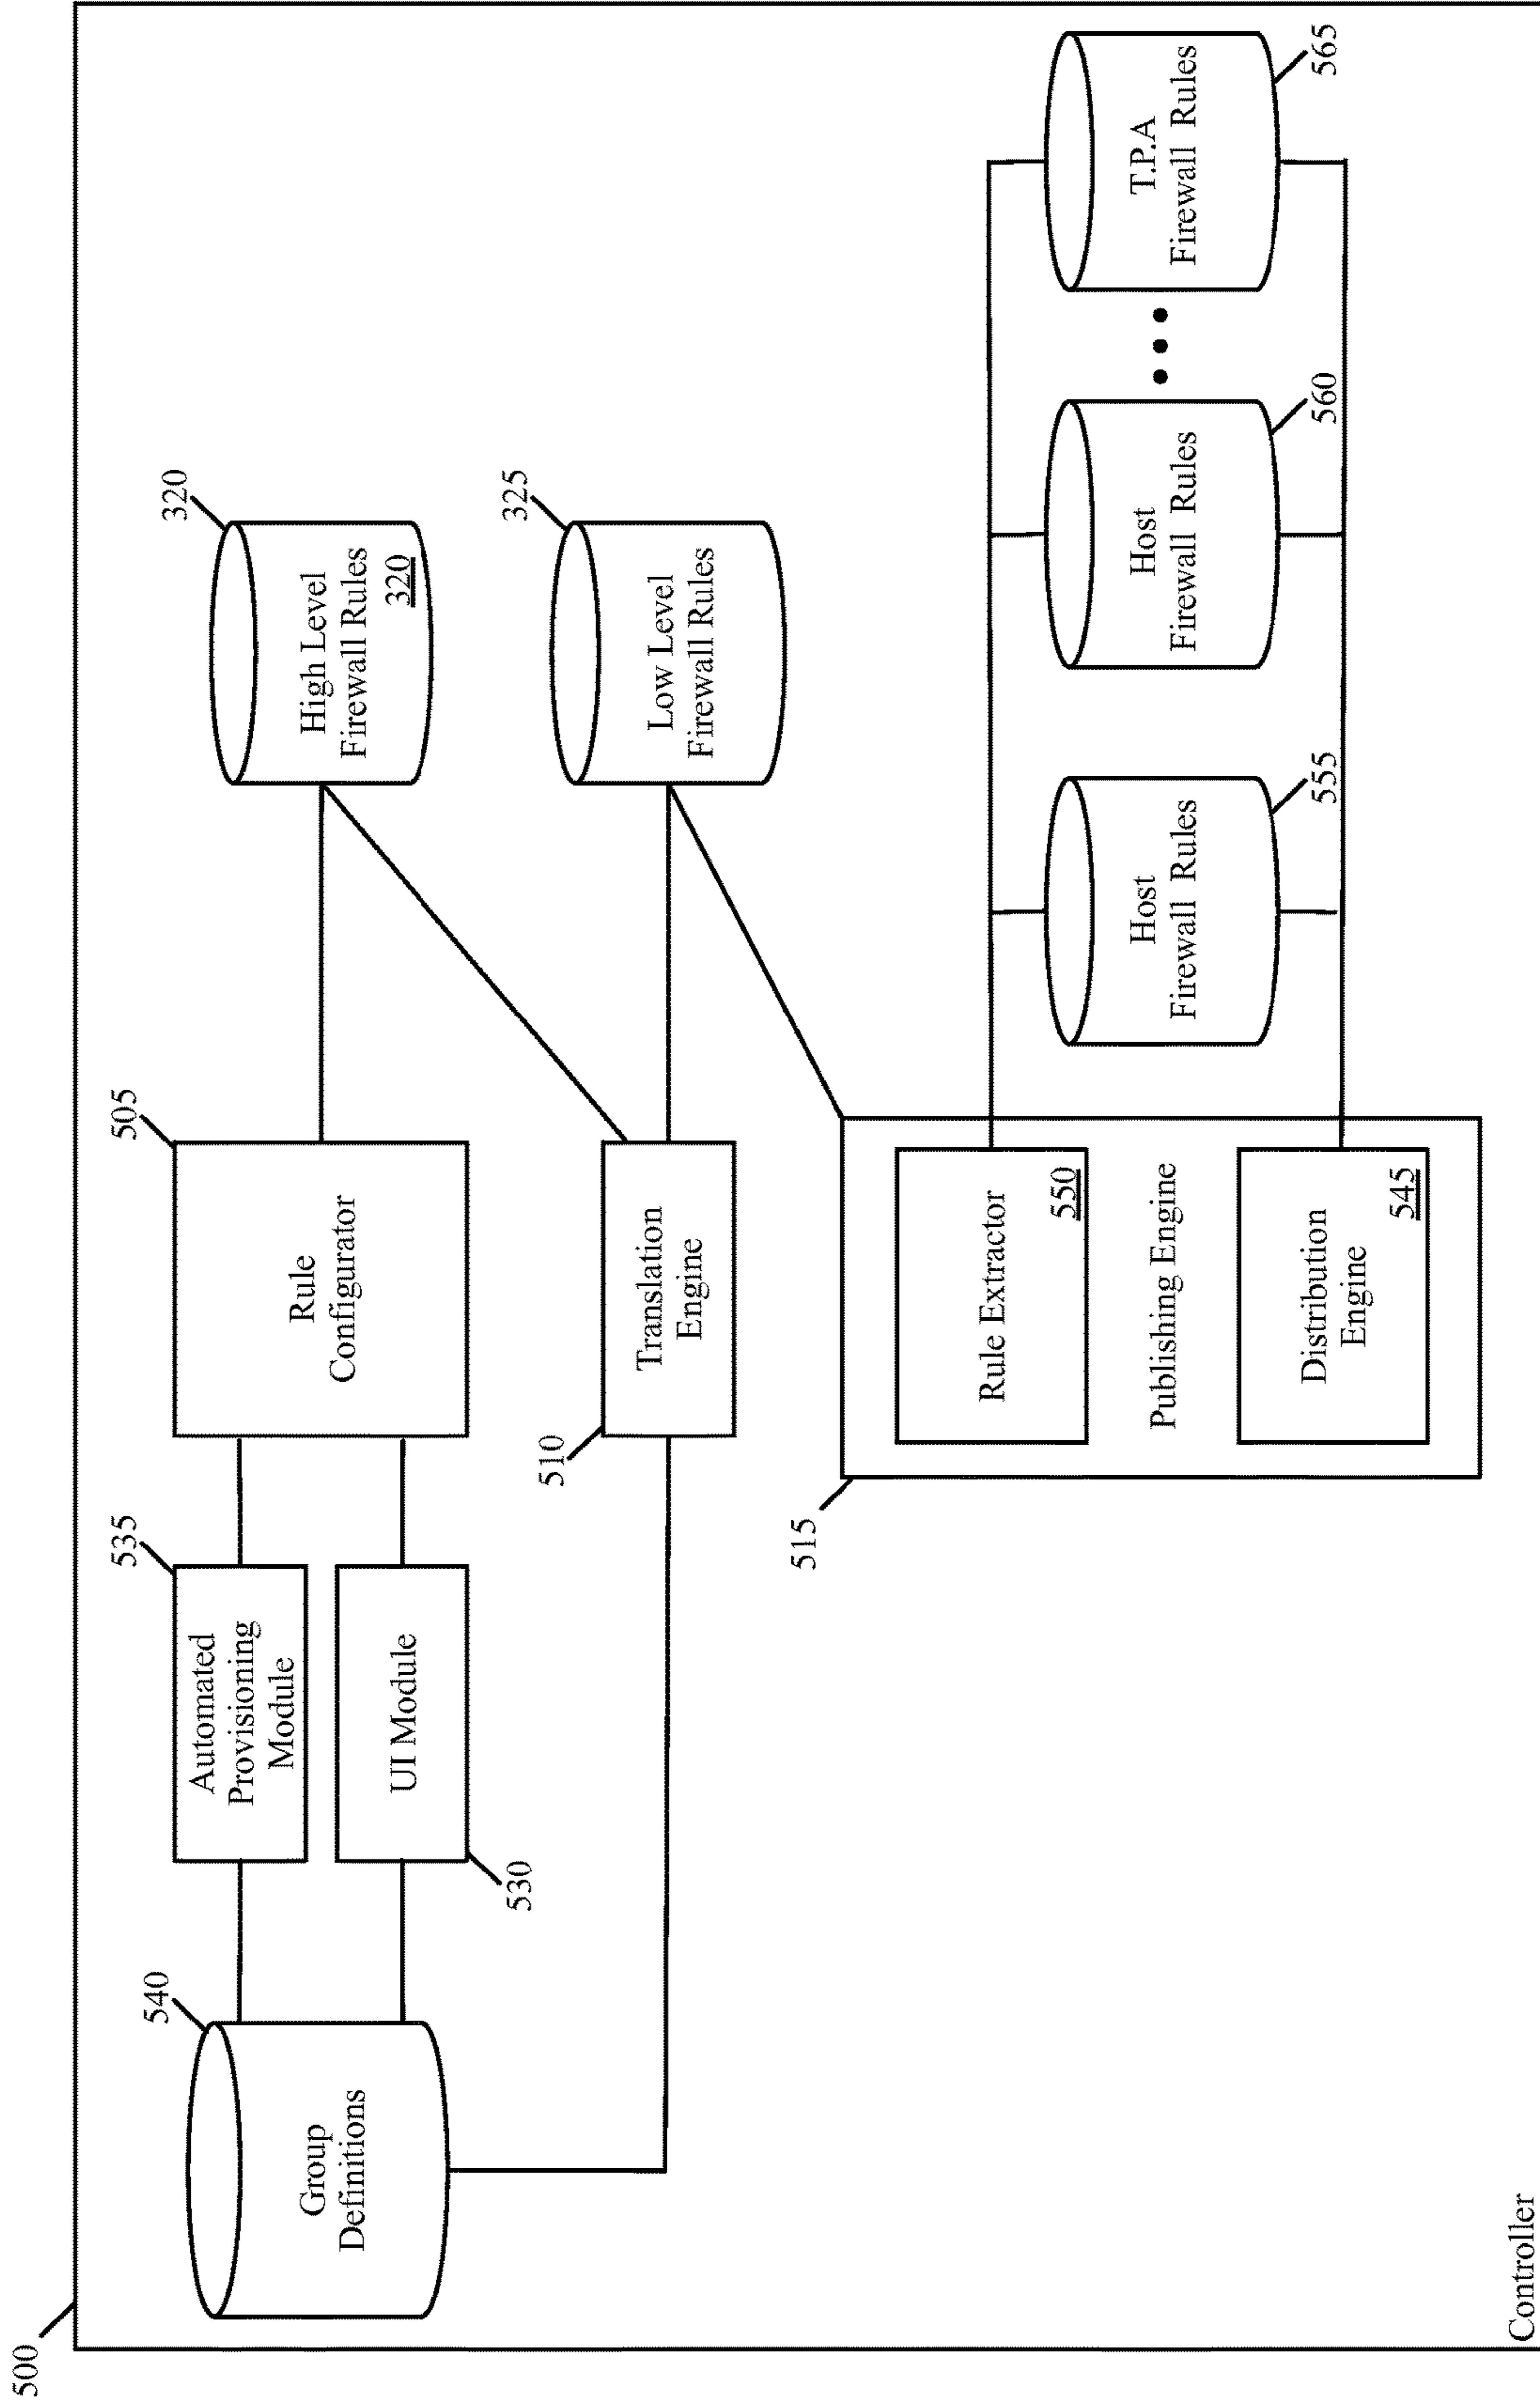 500
540
Group
Definitions
535
Automated
Provisioning
Module
UI Module
530
505
Rule
Configurator
320
High Level
Firewall Rules
320
510
Translation
Engine
325
Low Level
Firewall Rules
515
Rule Extractor
550
Publishing Engine
Distribution
Engine
545
Host
Firewall Rules
555
Host
Firewall Rules
560
T.P.A
Firewall Rules
565
Controller